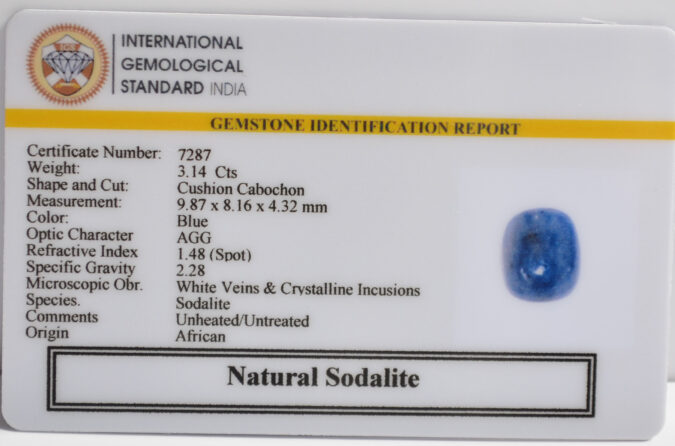 IGS
INTERNATIONAL
GEMOLOGICAL
STANDARD INDIA
GEMSTONE IDENTIFICATION REPORT
Certificate Number: 7287
Weight: 3.14 Cts
Shape and Cut: Cushion Cabochon
Measurement: 9.87 x 8.16 x 4.32 mm
Color: Blue
Optic Character AGG
Refractive Index 1.48 (Spot)
Specific Gravity 2.28
Microscopic Obr. White Veins & Crystalline Incusions
Species. Sodalite
Comments Unheated/Untreated
Origin African
Natural Sodalite